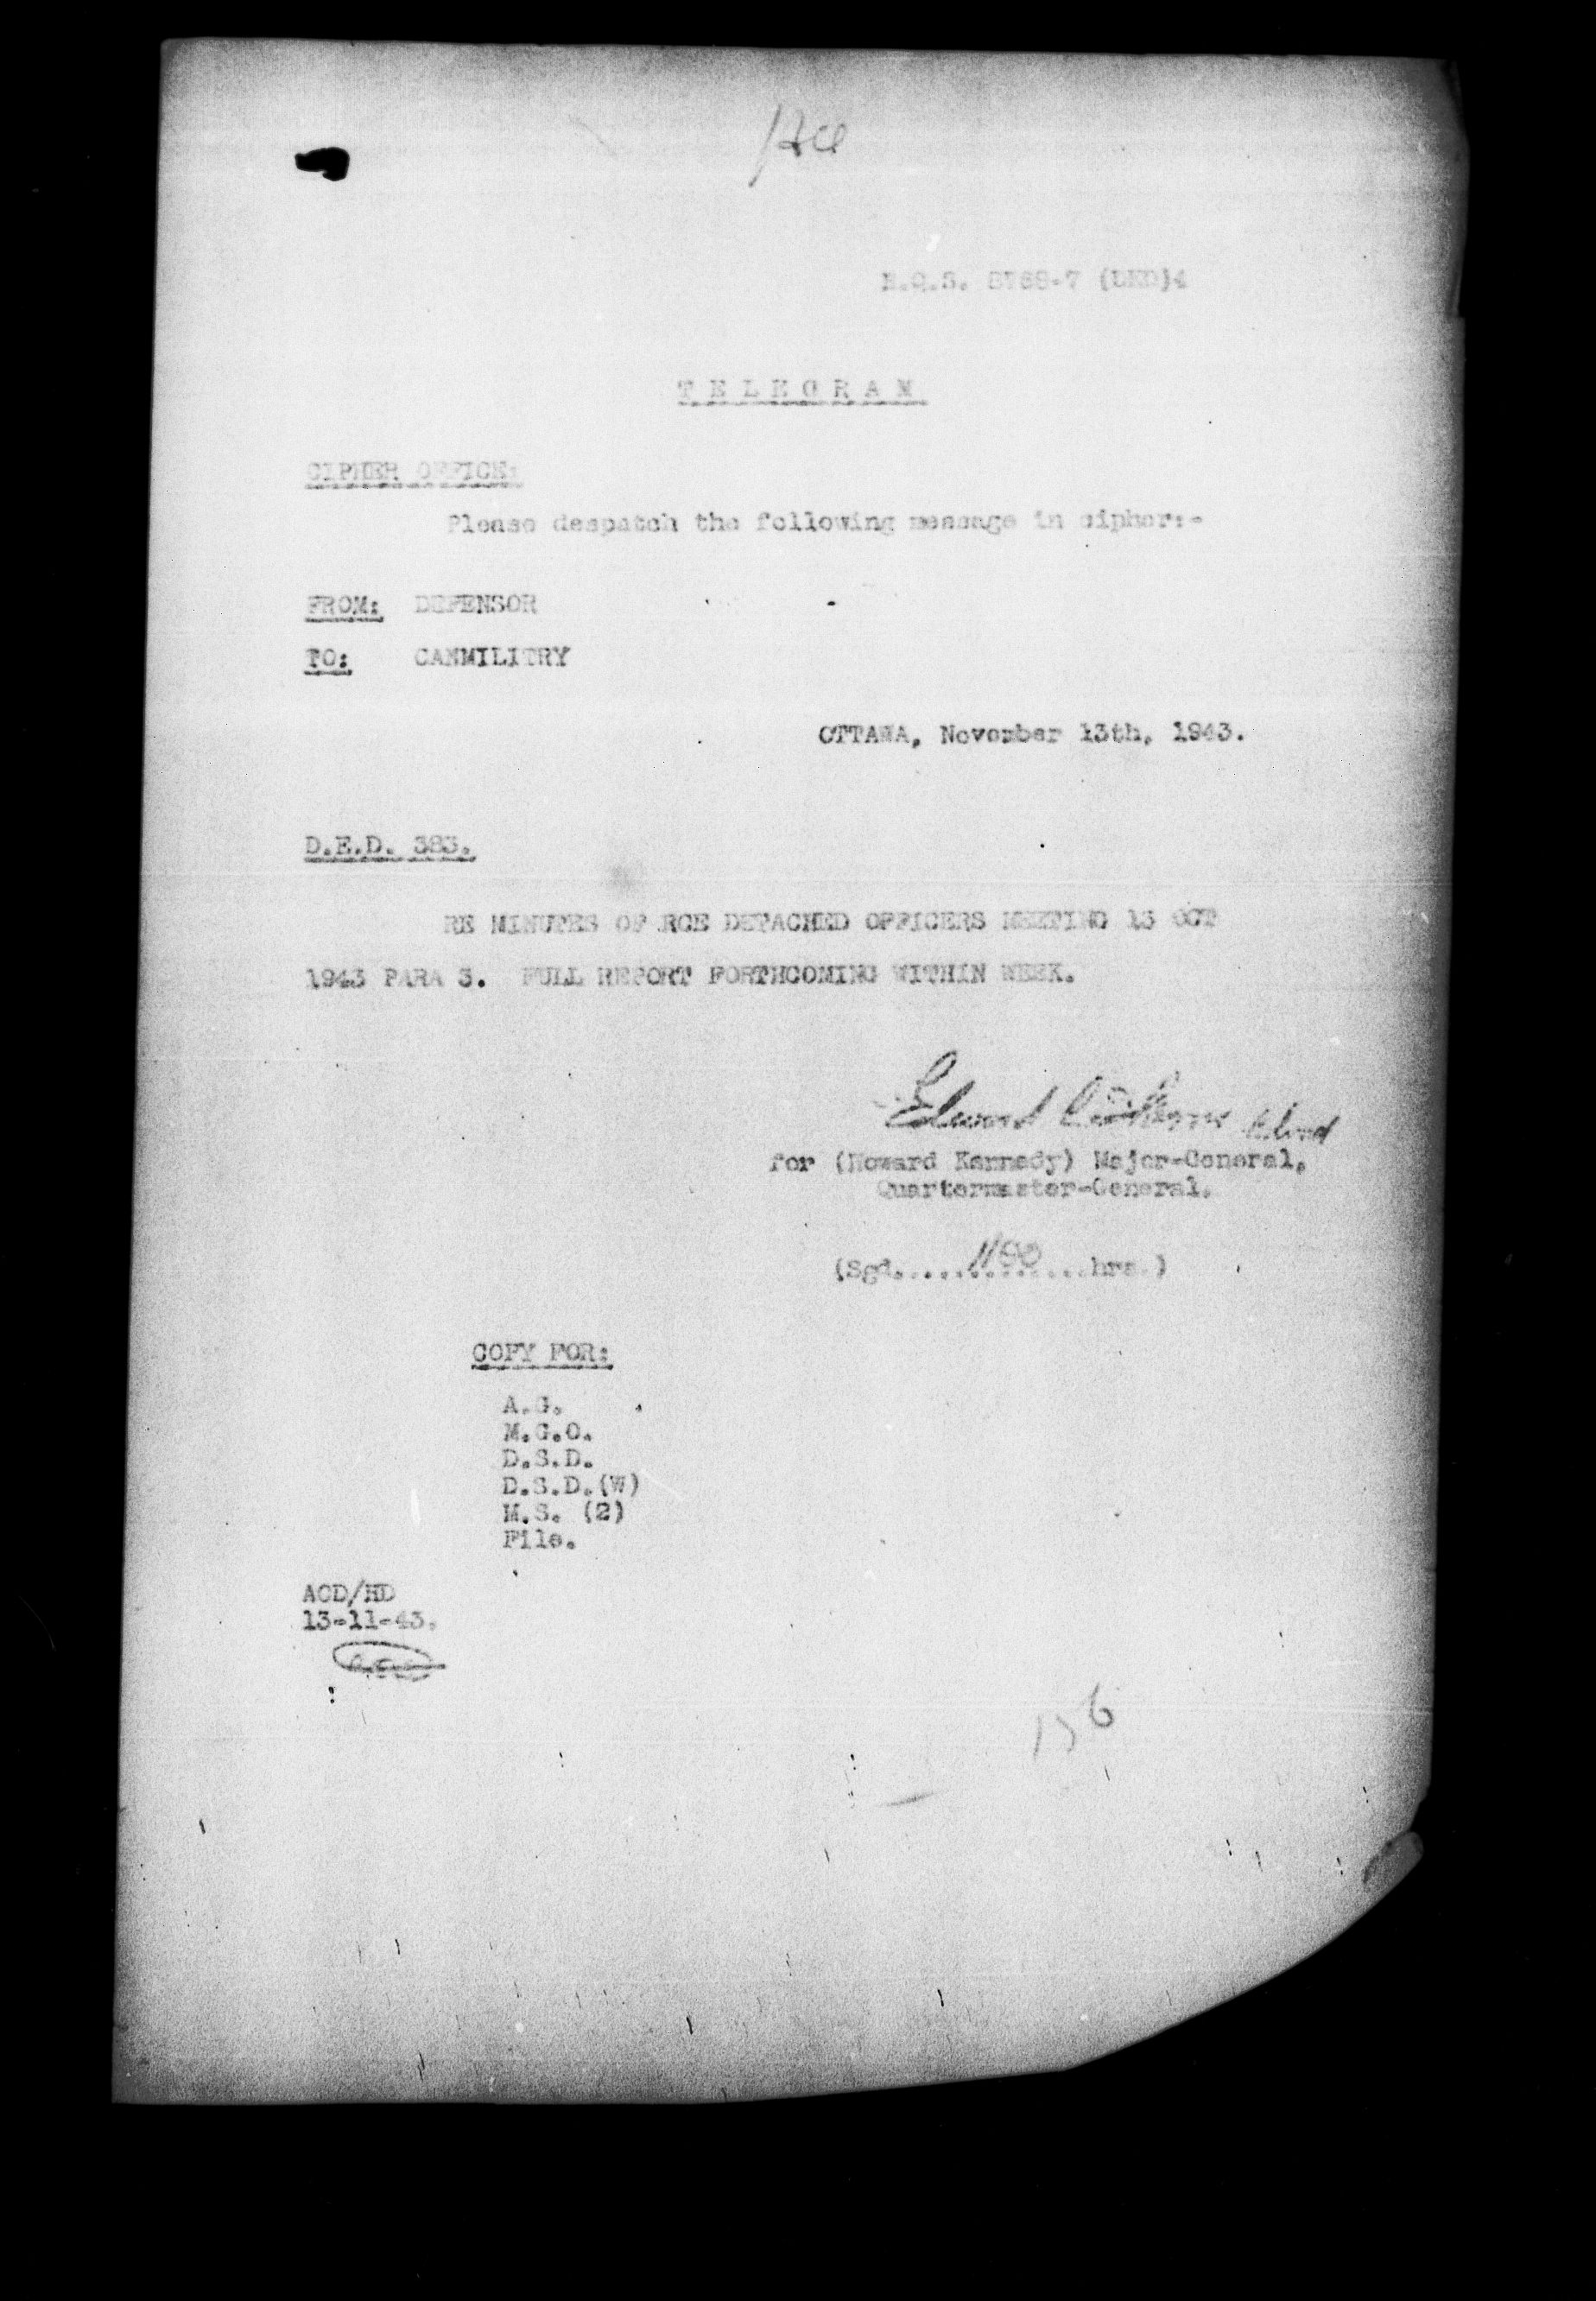 H.Q.S. 8768-7 (DED)4
T E L E G R A M
CIPHER OFFICE:
Please despatch the following message in cipher:-
FROM: DEFENSOR
TO: CANMILITRY
OTTAWA, November 13th, 1943.
D.E.D. 383.
RE MINUTES OF RCE DETACHED OFFICERS MEETING 13 OCT
1943 PARA 3. FULL REPORT FORTHCOMING WITHIN WEEK.
for (Howard Kennedy) Major-General,
Quartermaster-General.
(Sgd.............hrs.)
COPY FOR:
A.G.
M.G.O.
D.S.D.
D.S.D.(W)
M.S. (2)
File.
ACD/HD
13-11-43.
156